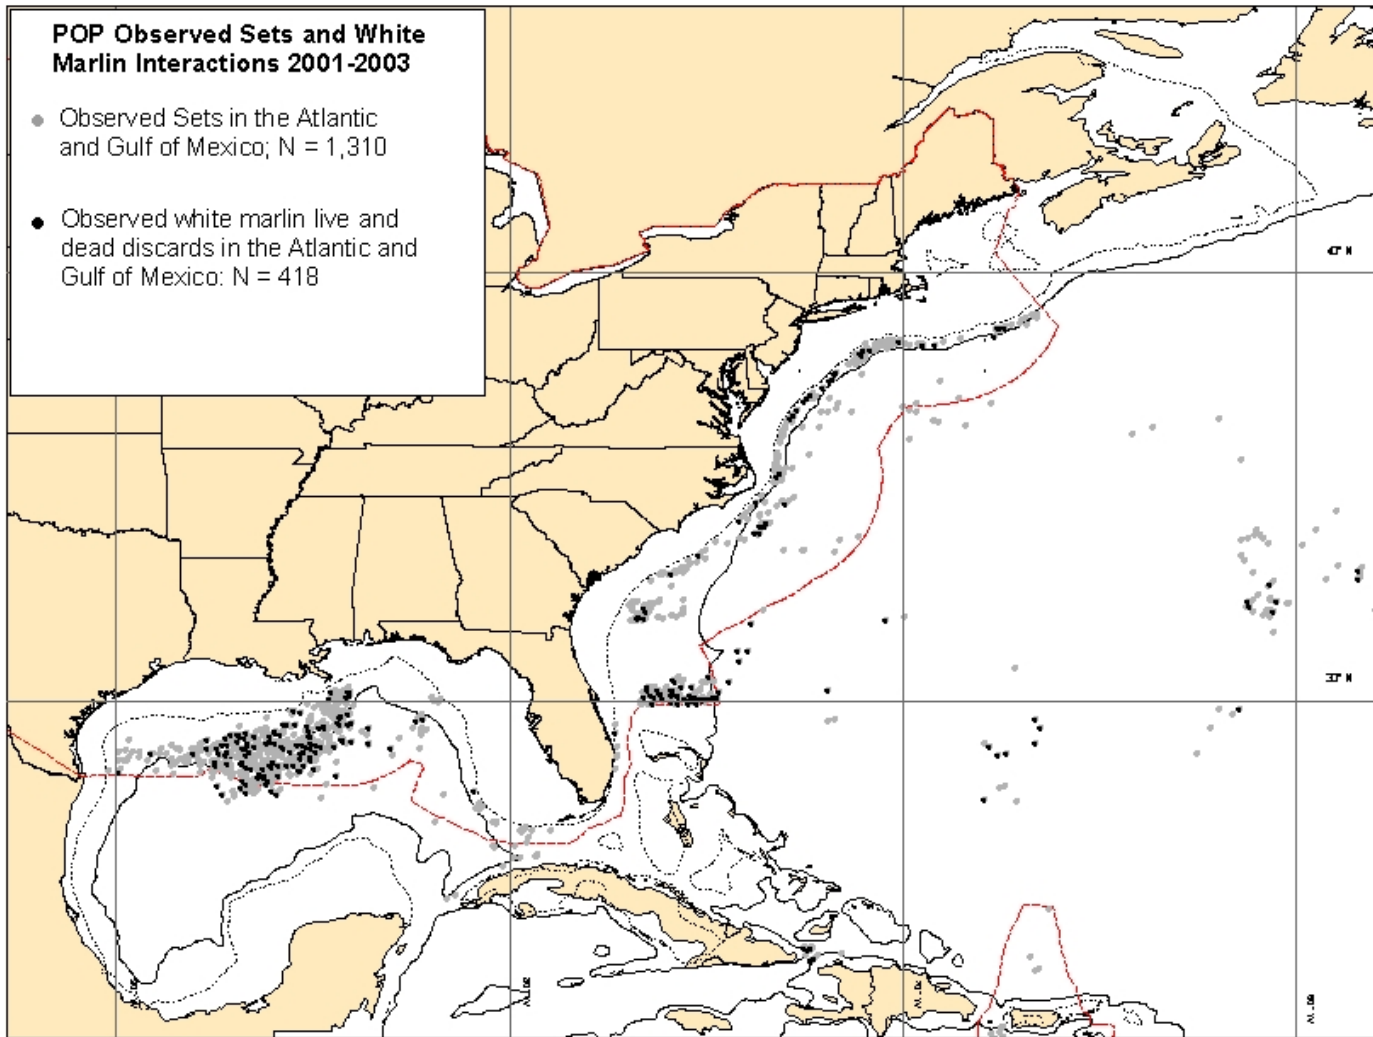 POP Observed Sets and White
Marlin Interactions 2001-2003
Observed Sets in the Atlantic
and Gulf of Mexico; N = 1,310
Observed white marlin live and
dead discards in the Atlantic and
Gulf of Mexico: N = 418